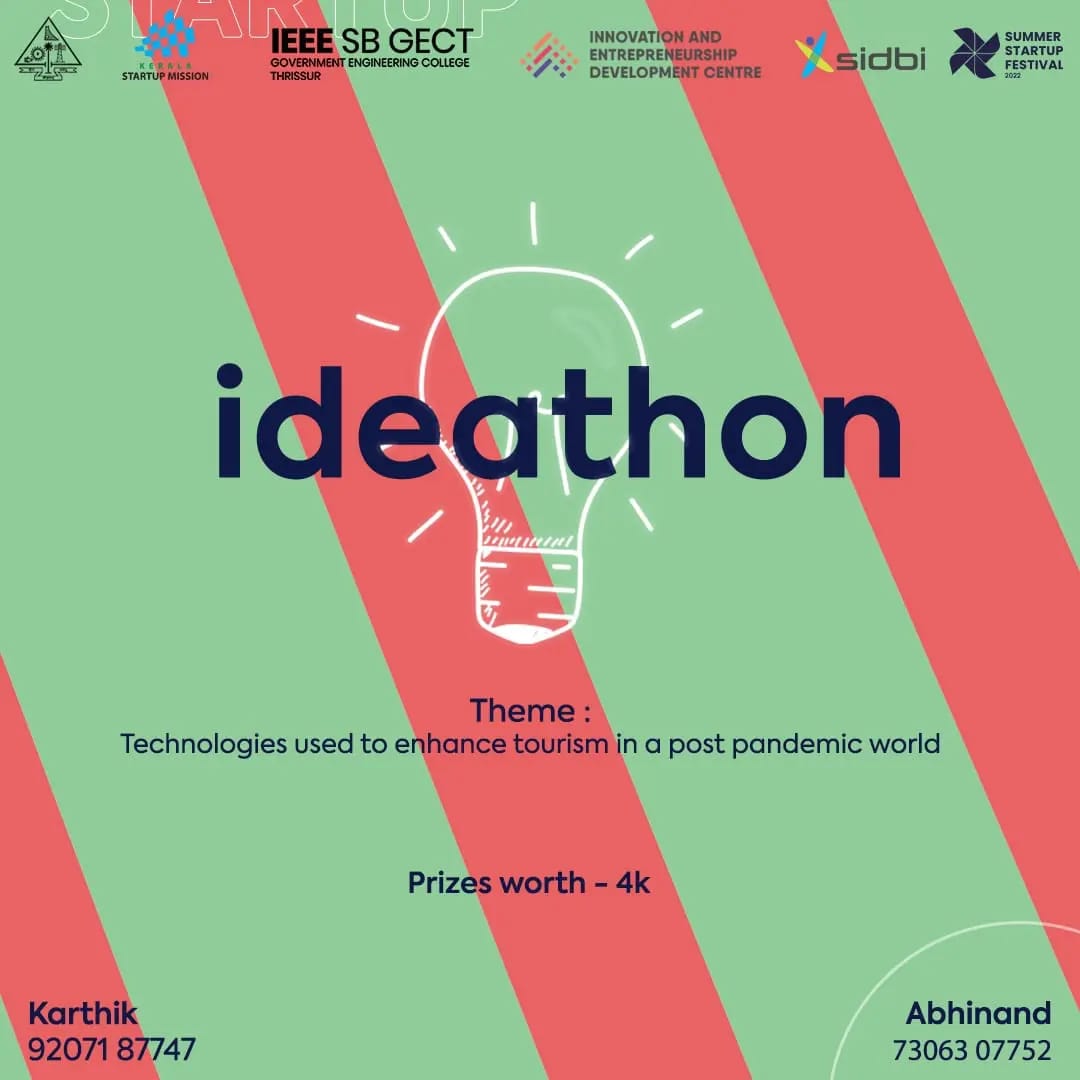 STARTUP
KERALA
STARTUP MISSION
IEEE SB GECT
GOVERNMENT ENGINEERING COLLEGE
THRISSUR
INNOVATION AND
ENTREPRENEURSHIP
DEVELOPMENT CENTRE
sidbi
SUMMER
STARTUP
FESTIVAL
2022
ideathon
Theme :
Technologies used to enhance tourism in a post pandemic world
Prizes worth - 4k
Karthik
92071 87747
Abhinand
73063 07752